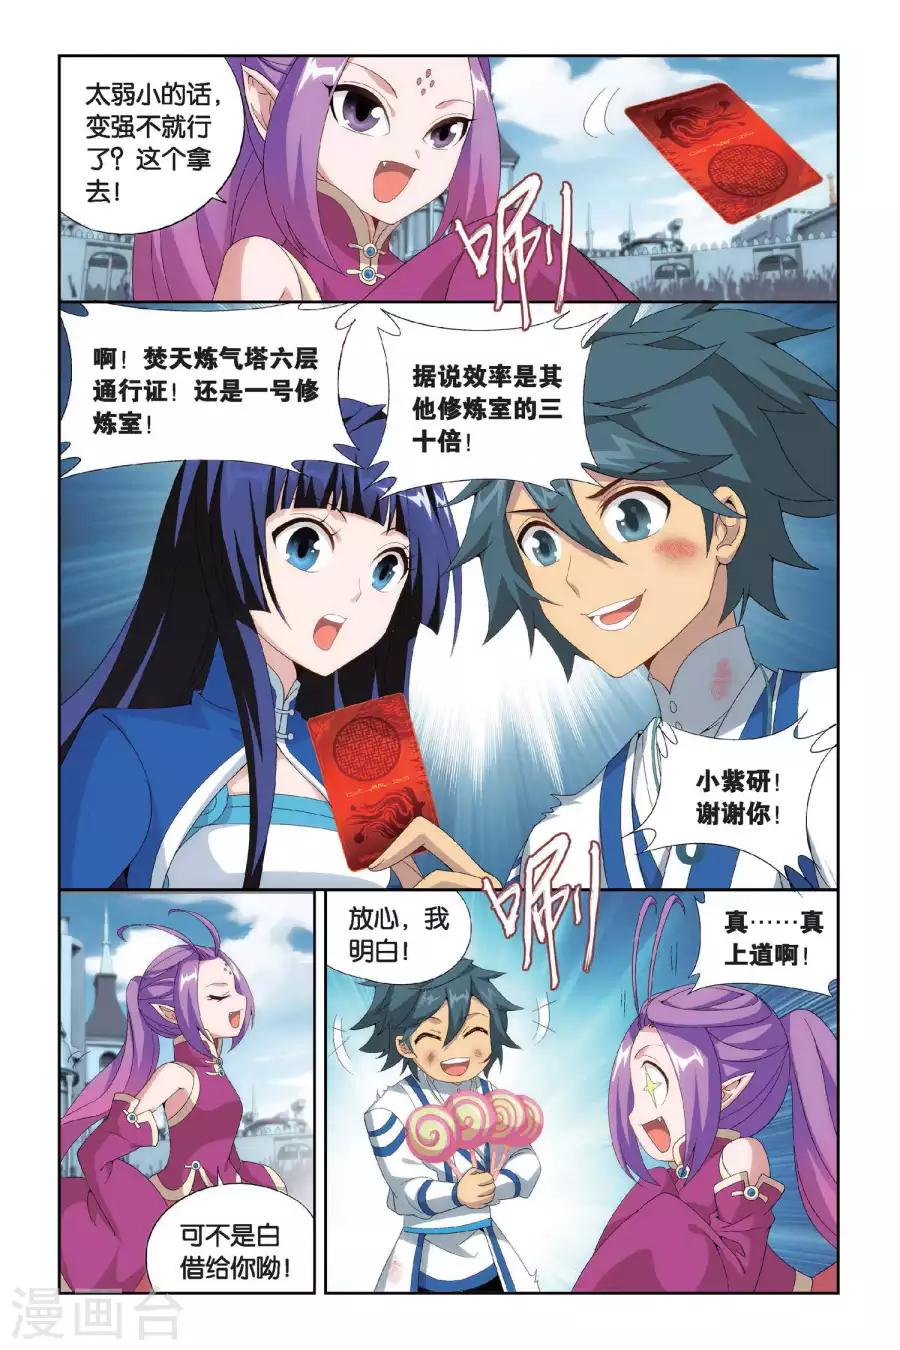 太弱小的话，
变强不就行
了？这个拿
去！
唰
啊！焚天炼气塔六层
通行证！还是一号修
炼室！
据说效率是其
他修炼室的三
十倍！
小紫研！
谢谢你！
可不是白
借给你呦！
唰
放心，我
明白！
真……真
上道啊！
漫画台